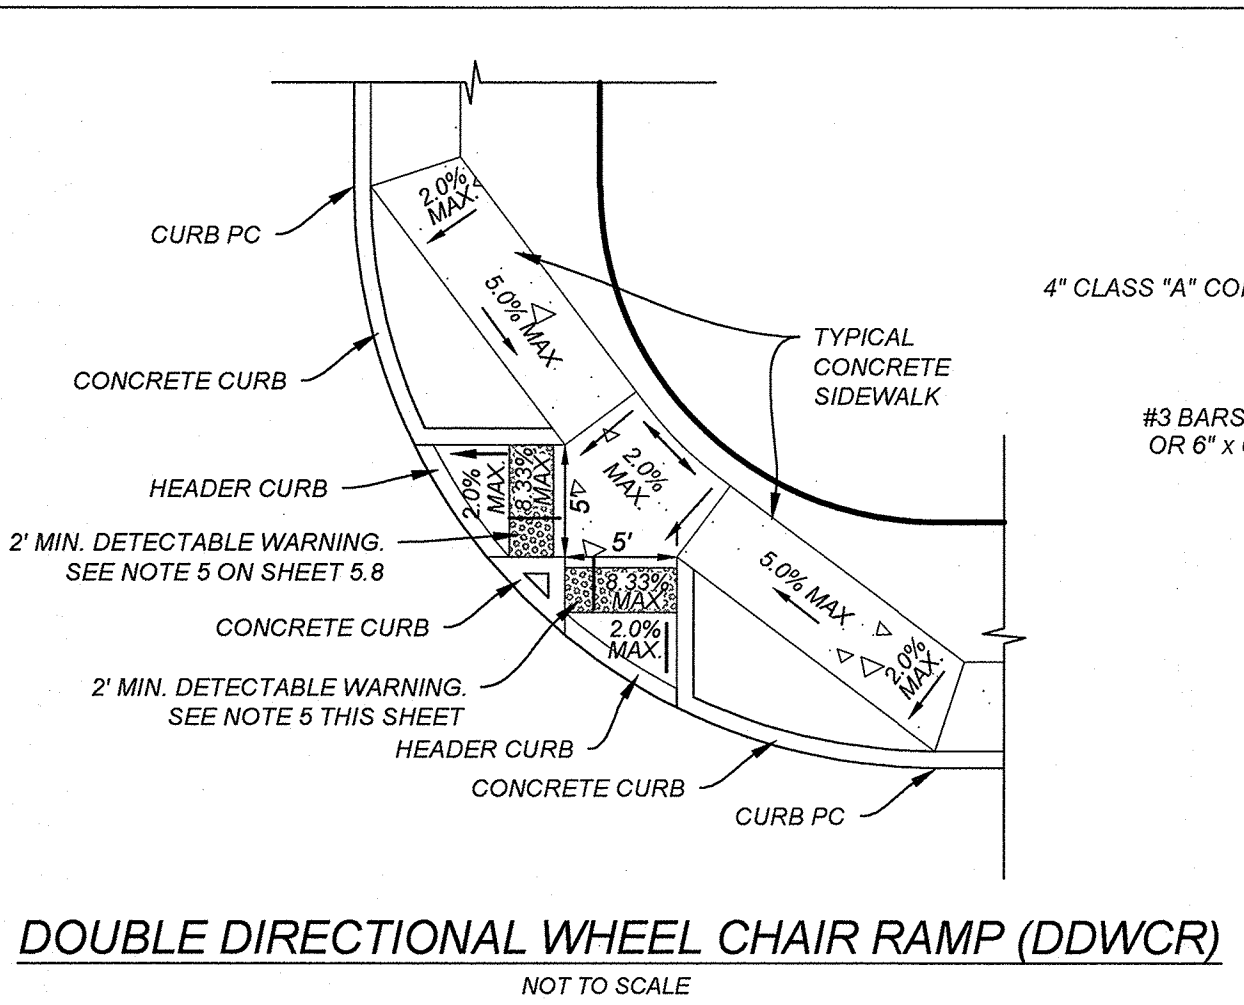 2.0%
MAX.
CURB PC
5.0% MAX.
4" CLASS "A"
TYPICAL
CONCRETE
SIDEWALK
CONCRETE CURB
#3 BARS
OR 6" x
2.0%
MAX.
HEADER CURB
2.0%
MAX.
8.33%
MAX.
5'
5'
2' MIN. DETECTABLE WARNING.
SEE NOTE 5 ON SHEET 5.8
CONCRETE CURB
8.33%
MAX.
5.0% MAX.
2.0%
MAX.
2.0%
MAX.
2' MIN. DETECTABLE WARNING.
SEE NOTE 5 THIS SHEET
HEADER CURB
CONCRETE CURB
CURB PC
DOUBLE DIRECTIONAL WHEEL CHAIR RAMP (DDWCR)
NOT TO SCALE